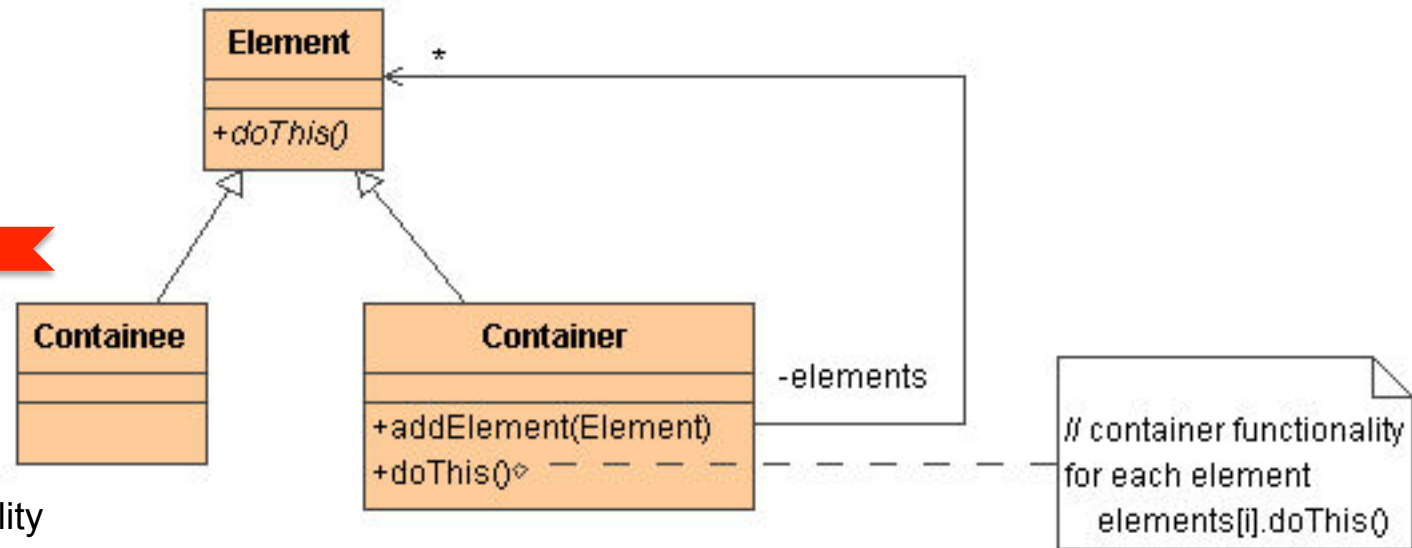 Element
*
+doThis()
Containee
Container
-elements
+addElement(Element)
+doThis()
// container functionality
for each element
elements[i].doThis()
lity